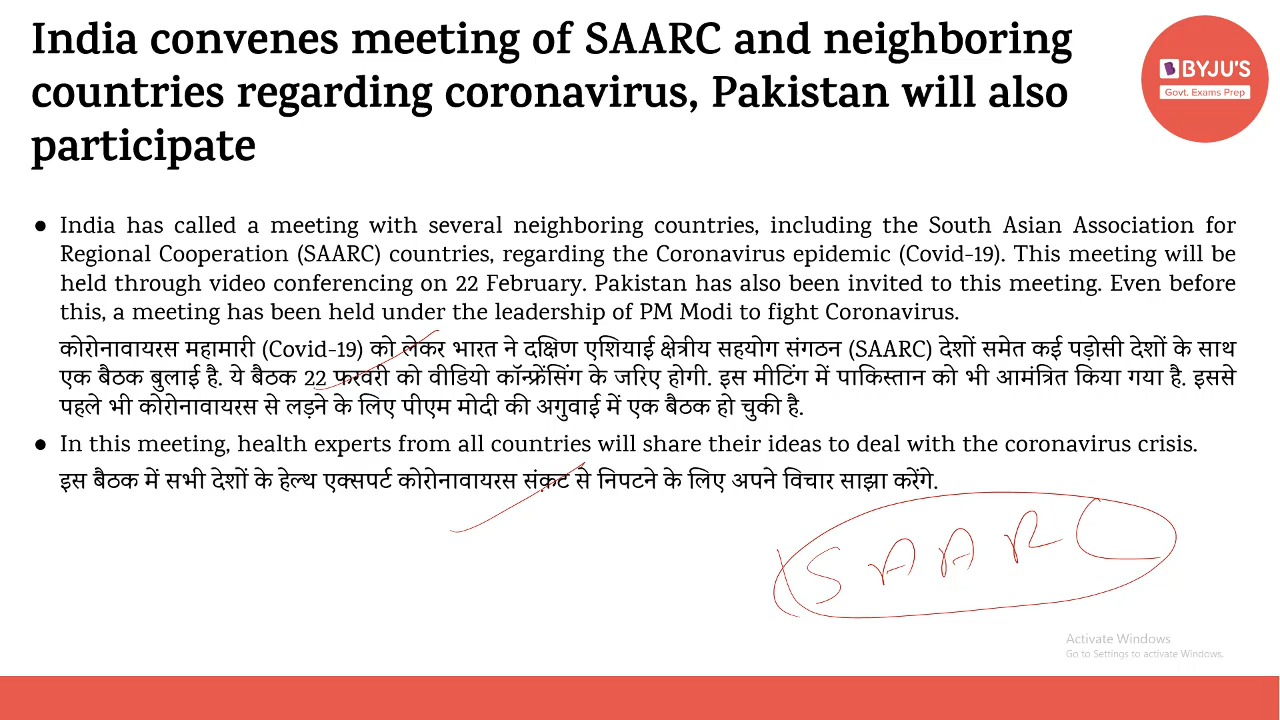 India convenes meeting of SAARC and neighboring
countries regarding coronavirus, Pakistan will also
participate
BYJU'S
Govt. Exams Prep
● India has called a meeting with several neighboring countries, including the South Asian Association for
Regional Cooperation (SAARC) countries, regarding the Coronavirus epidemic (Covid-19). This meeting will be
held through video conferencing on 22 February. Pakistan has also been invited to this meeting. Even before
this, a meeting has been held under the leadership of PM Modi to fight Coronavirus.
कोरोनावायरस महामारी (Covid-19) को लेकर भारत ने दक्षिण एशियाई क्षेत्रीय सहयोग संगठन (SAARC) देशों समेत कई पड़ोसी देशों के साथ
एक बैठक बुलाई है. ये बैठक 22 फरवरी को वीडियो कॉन्फ्रेंसिंग के जरिए होगी. इस मीटिंग में पाकिस्तान को भी आमंत्रित किया गया है. इससे
पहले भी कोरोनावायरस से लड़ने के लिए पीएम मोदी की अगुवाई में एक बैठक हो चुकी है.
● In this meeting, health experts from all countries will share their ideas to deal with the coronavirus crisis.
इस बैठक में सभी देशों के हेल्थ एक्सपर्ट कोरोनावायरस संकट से निपटने के लिए अपने विचार साझा करेंगे.
SAARC
Activate Windows
Go to Settings to activate Windows.